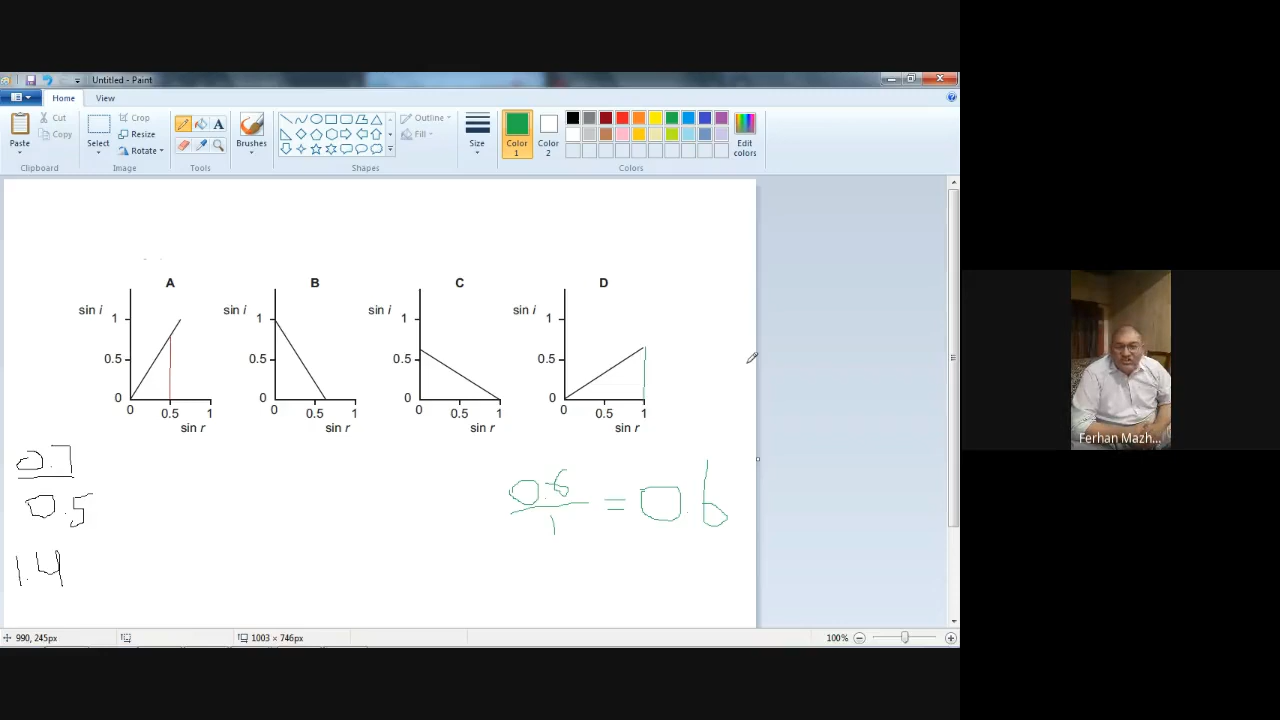 Untitled - Paint
Home View
Paste
Cut
Copy
Clipboard
Select
Crop
Resize
Rotate
Image
A
Tools
Brushes
Shapes
Outline
Fill
Size
Color 1
Color 2
Edit colors
Colors
A B C D
sin i 1 sin i 1 sin i 1 sin i 1
0.5 0.5 0.5 0.5
0 0 0 0
0 0.5 1 0 0.5 1 0 0.5 1 0 0.5 1
sin r sin r sin r sin r
0.7
0.5
1.4
0.6
1
= 0.6
Ferhan Mazh...
990, 245px
1003 × 746px
100%